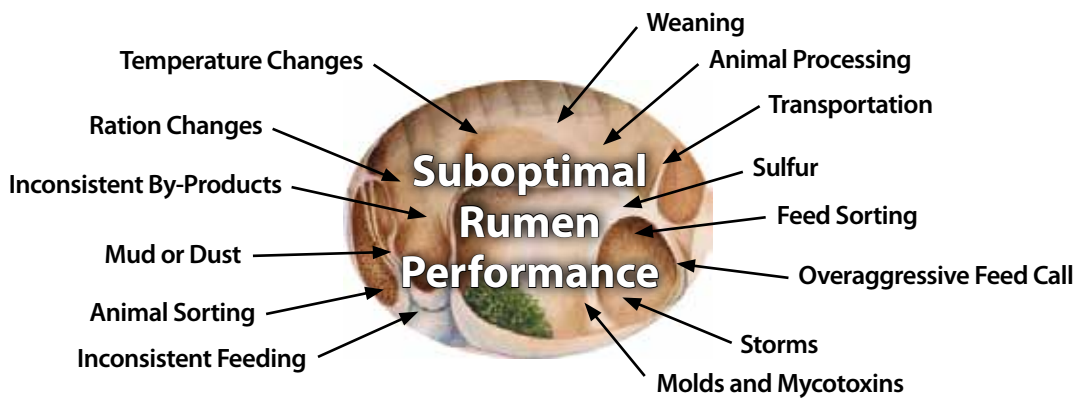 Weaning
Temperature Changes
Animal Processing
Transportation
Ration Changes
Suboptimal
Rumen
Performance
Sulfur
Inconsistent By-Products
Feed Sorting
Mud or Dust
Overaggressive Feed Call
Animal Sorting
Storms
Inconsistent Feeding
Molds and Mycotoxins